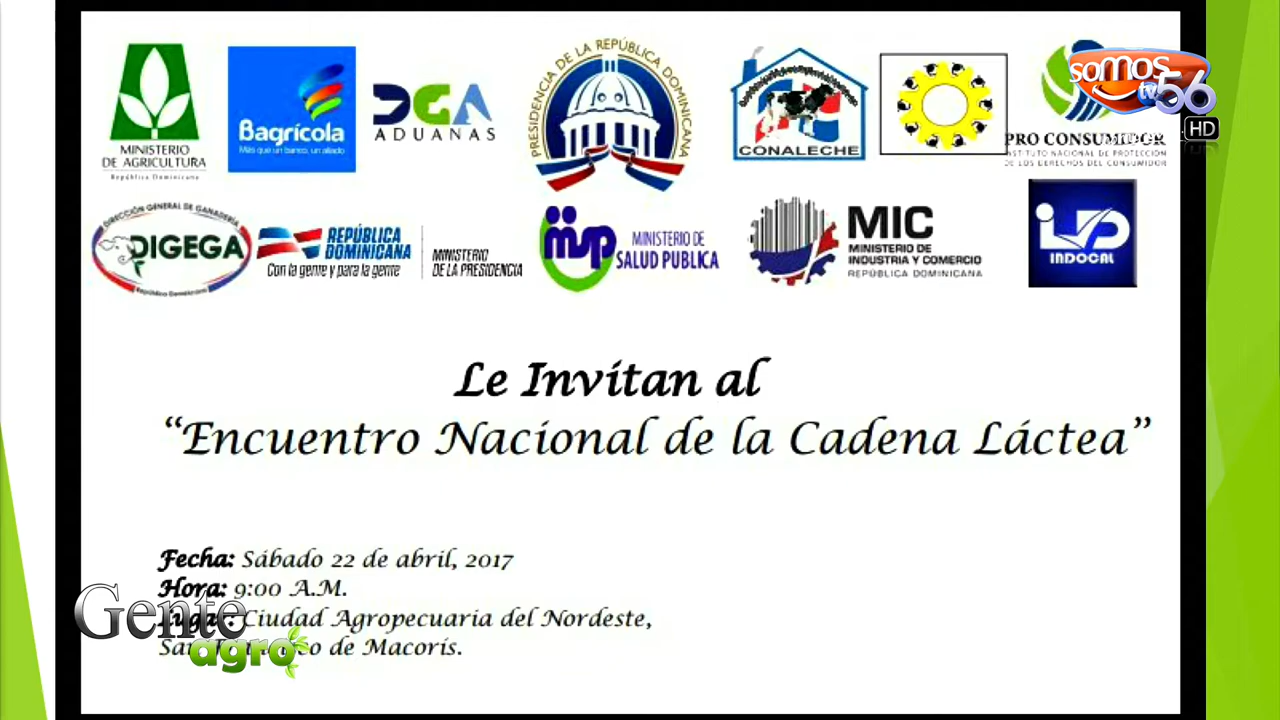 MINISTERIO
DE AGRICULTURA
República Dominicana
Bagrícola
Más que un banco, un aliado
DGA
ADUANAS
PRESIDENCIA DE LA REPÚBLICA DOMINICANA
CONALECHE
somos
tv56
HD
PRO CONSUMIDOR
INSTITUTO NACIONAL DE PROTECCION
DE LOS DERECHOS DEL CONSUMIDOR
DIRECCIÓN GENERAL DE GANADERÍA
DIGEGA
República Dominicana
REPÚBLICA
DOMINICANA
Con la gente y para la gente
MINISTERIO
DE LA PRESIDENCIA
msp
MINISTERIO DE
SALUD PUBLICA
MIC
MINISTERIO DE
INDUSTRIA Y COMERCIO
REPÚBLICA DOMINICANA
INDOCAL
Le Invitan al
“Encuentro Nacional de la Cadena Láctea”
Fecha: Sábado 22 de abril, 2017
Hora: 9:00 A.M.
Lugar: Ciudad Agropecuaria del Nordeste,
de Macorís.
Gente
agro